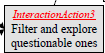 InteractionAction3
Filter and explore
questionable ones